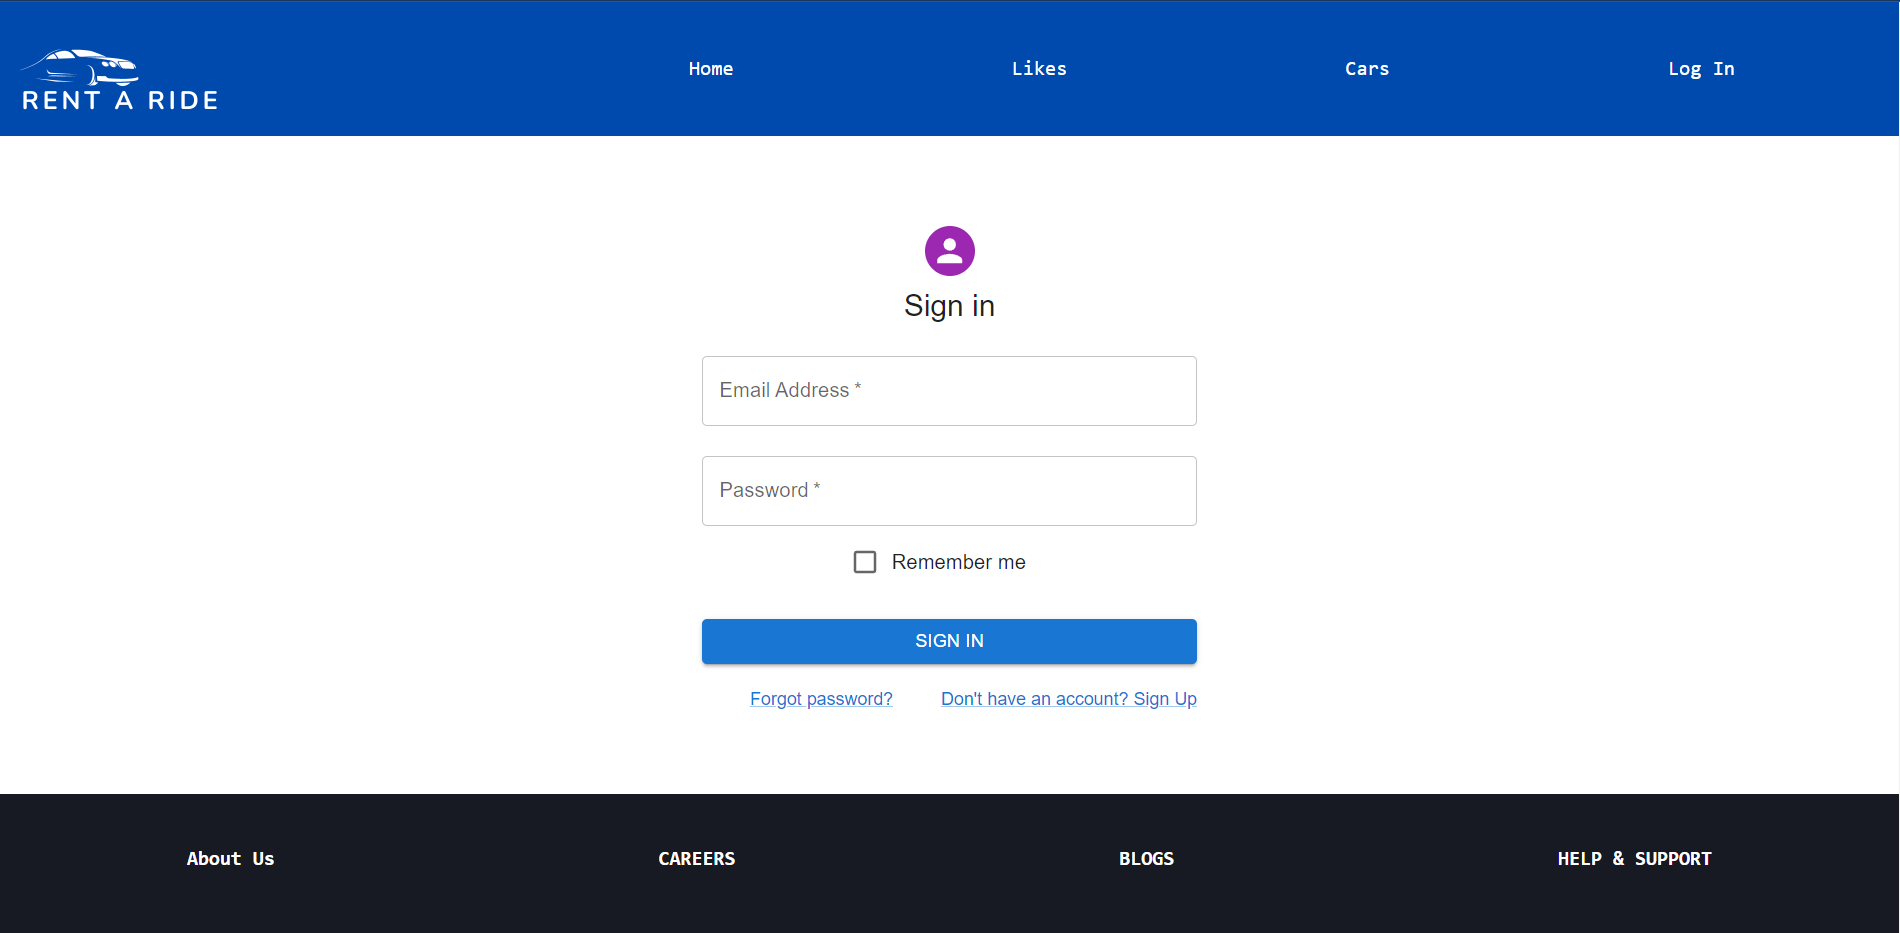 RENT A RIDE
Home Likes Cars Log In
Sign in
Email Address *
Password *
Remember me
SIGN IN
Forgot password? Don't have an account? Sign Up
About Us CAREERS BLOGS HELP & SUPPORT